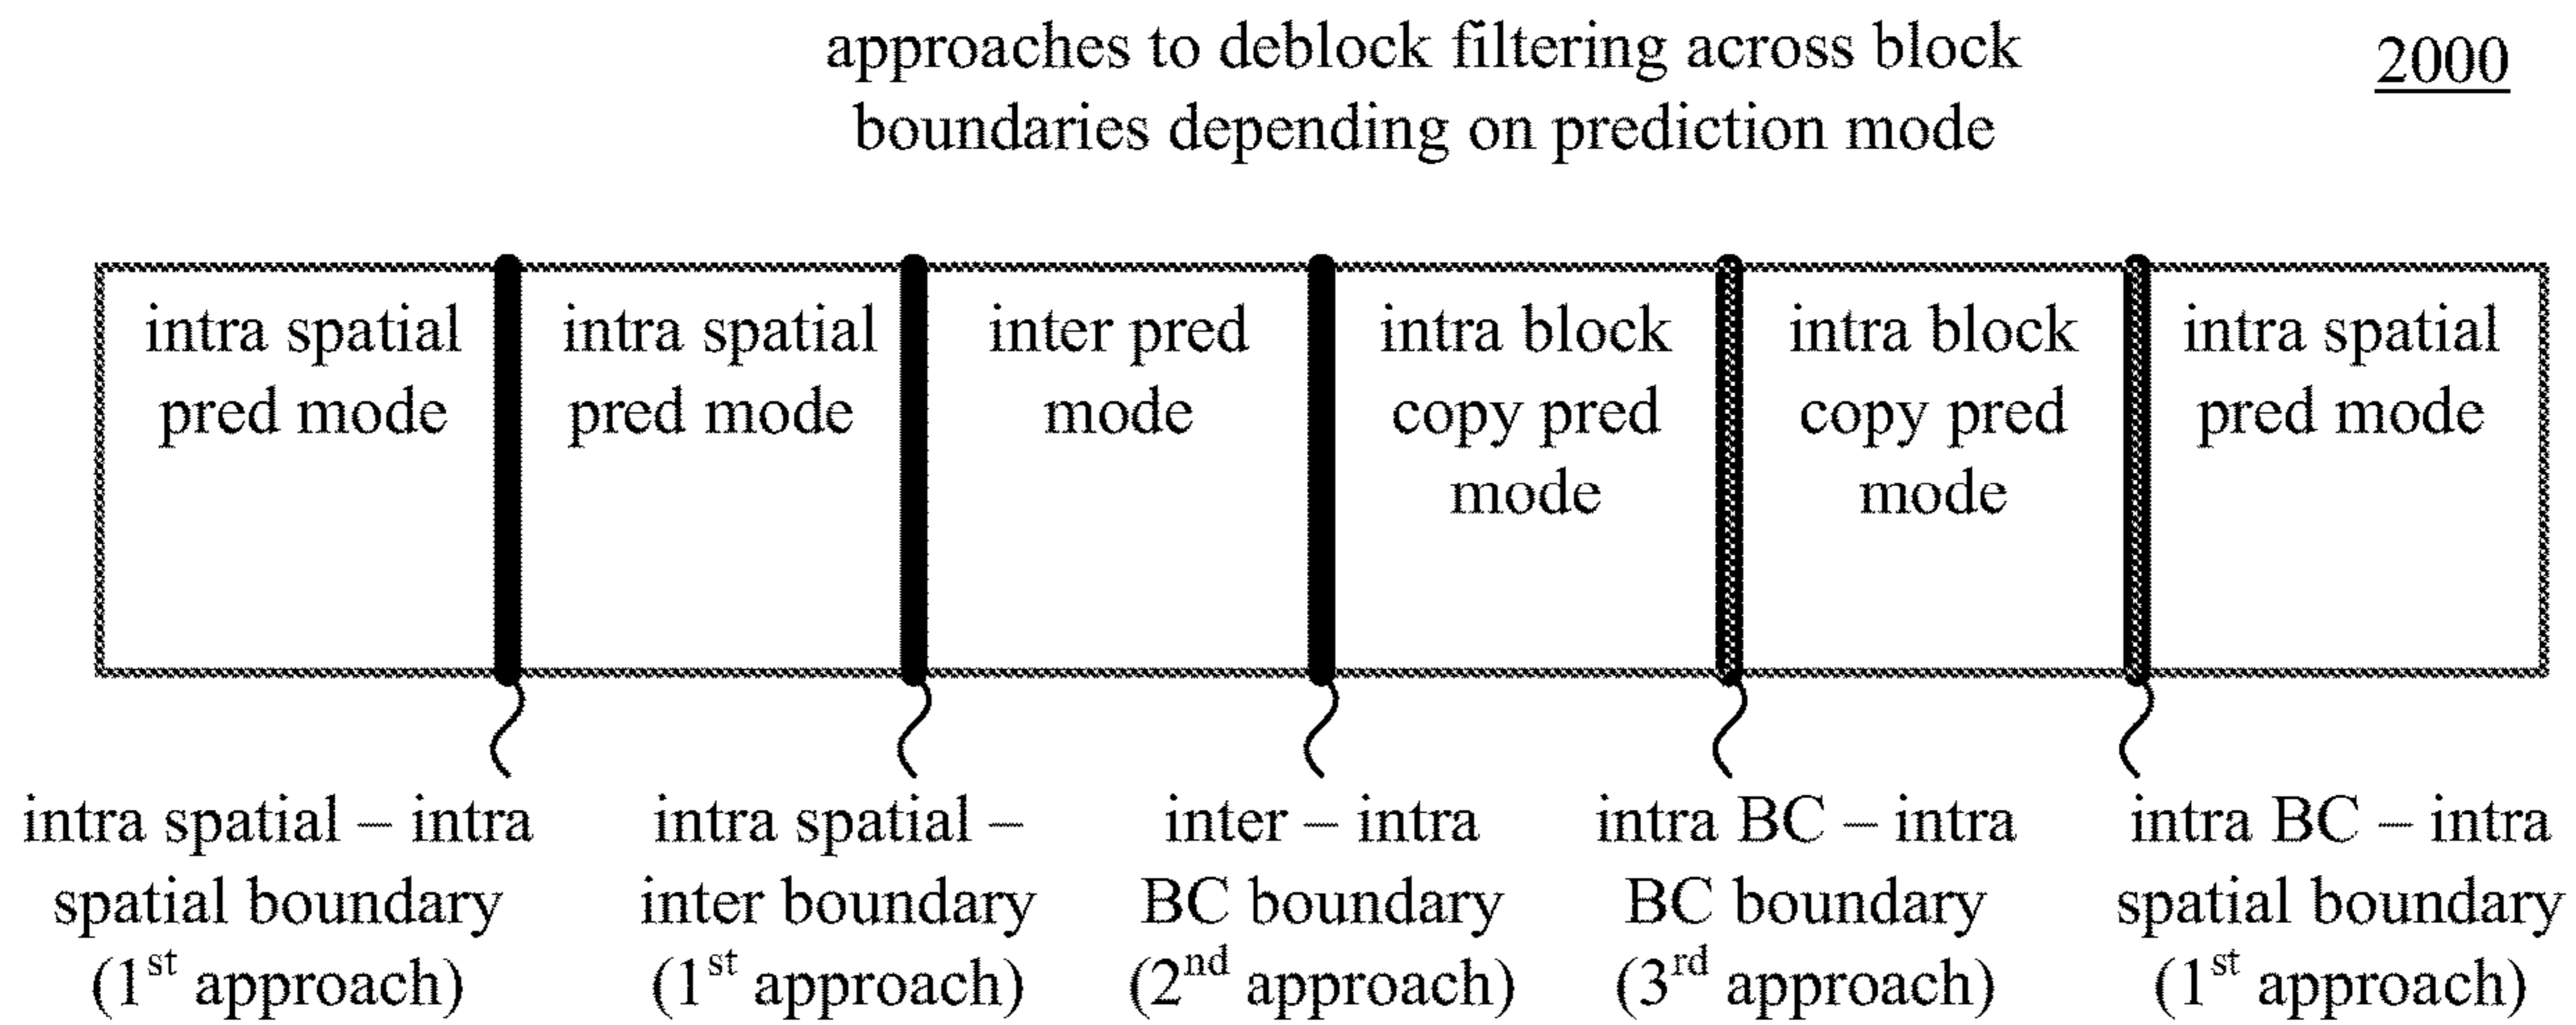 approaches to deblock filtering across block
boundaries depending on prediction mode
2000
intra spatial
pred mode
intra spatial
pred mode
inter pred
mode
intra block
copy pred
mode
intra block
copy pred
mode
intra spatial
pred mode
intra spatial – intra
spatial boundary
(1st approach)
intra spatial –
inter boundary
(1st approach)
inter – intra
BC boundary
(2nd approach)
intra BC – intra
BC boundary
(3rd approach)
intra BC – intra
spatial boundary
(1st approach)